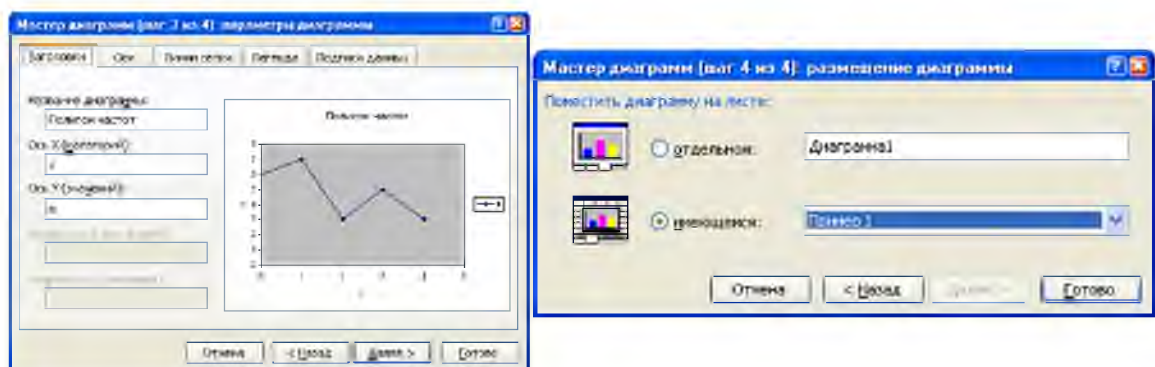 Мастер диаграмм (шаг 3 из 4): параметры диаграммы
Заголовки Оси Линии сетки Легенда Подписи данных
Название диаграммы:
Полигон частот
Полигон частот
Ось X (категорий):
Ось Y (значений):
Отмена < Назад Далее > Готово
Мастер диаграмм (шаг 4 из 4): размещение диаграммы
Поместить диаграмму на листе:
отдельном: Диаграмма1
имеющемся: Пример 1
Отмена < Назад Далее > Готово